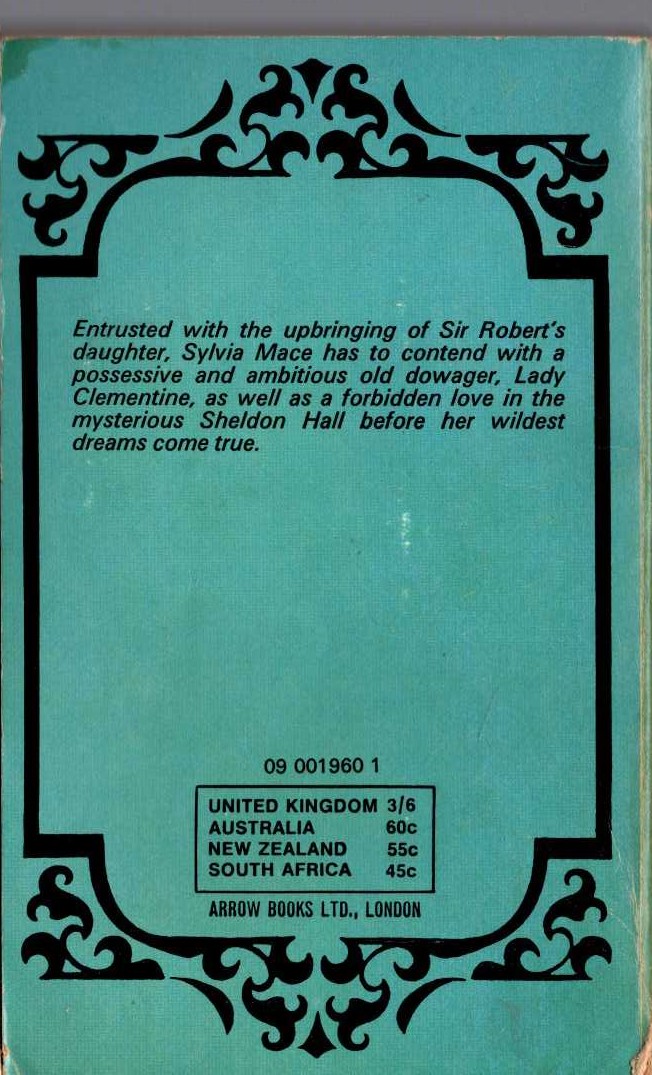 Entrusted with the upbringing of Sir Robert's
daughter, Sylvia Mace has to contend with a
possessive and ambitious old dowager, Lady
Clementine, as well as a forbidden love in the
mysterious Sheldon Hall before her wildest
dreams come true.
09 001960 1
UNITED KINGDOM 3/6
AUSTRALIA 60c
NEW ZEALAND 55c
SOUTH AFRICA 45c
ARROW BOOKS LTD., LONDON